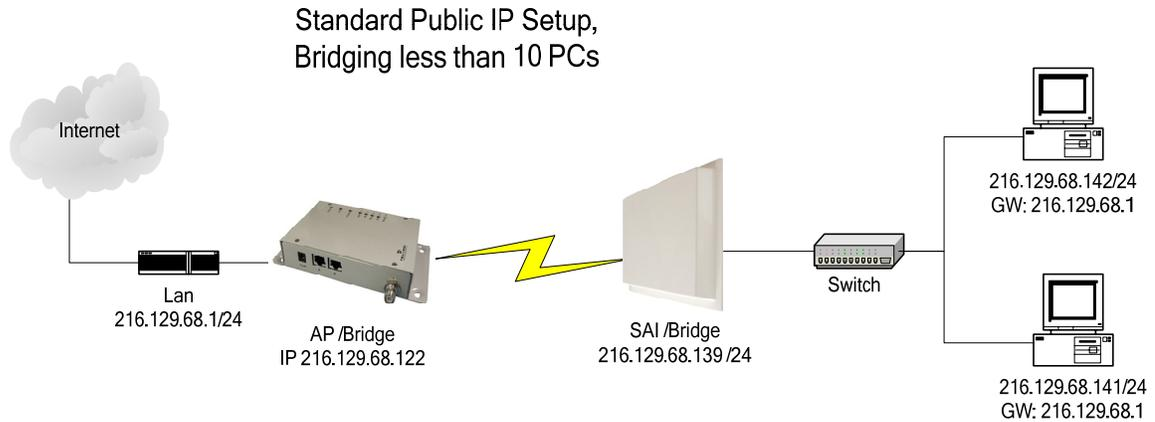 Standard Public IP Setup,
Bridging less than 10 PCs
Internet
Lan
216.129.68.1/24
AP /Bridge
IP 216.129.68.122
SAI /Bridge
216.129.68.139 /24
Switch
216.129.68.142/24
GW: 216.129.68.1
216.129.68.141/24
GW: 216.129.68.1